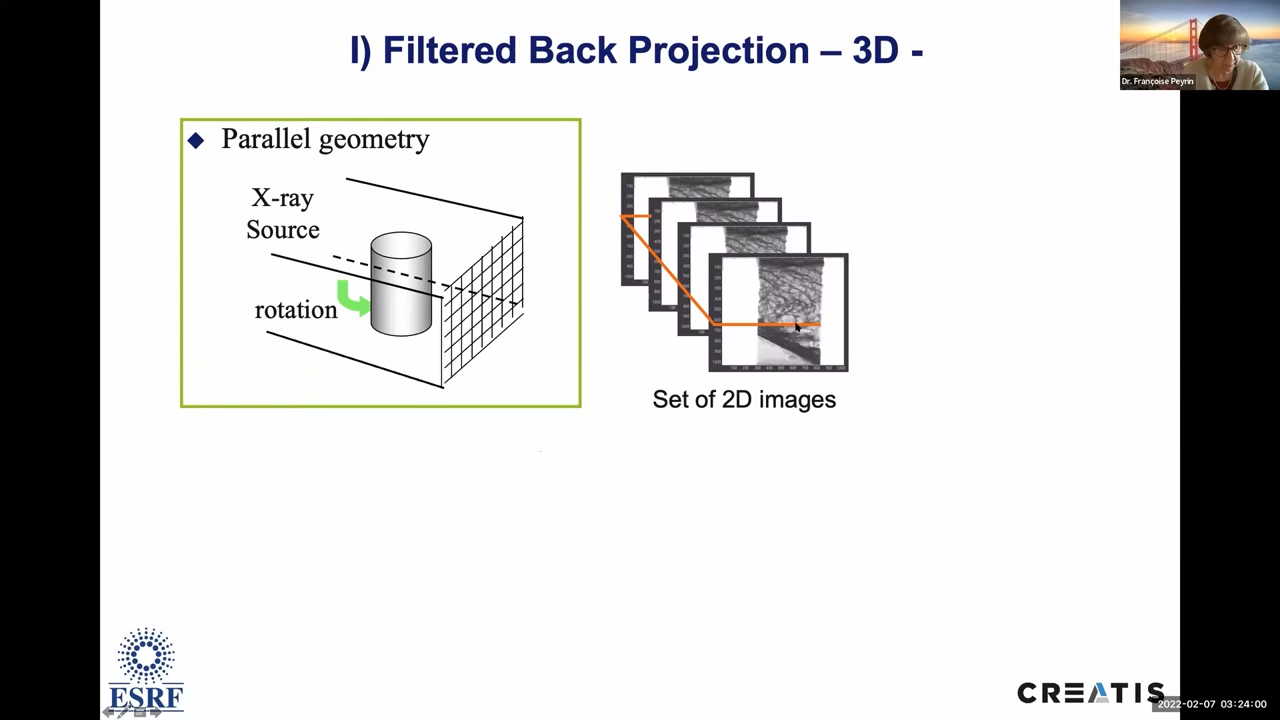 I) Filtered Back Projection – 3D -
Dr. Françoise Peyrin
◆ Parallel geometry
X-ray
Source
rotation
Set of 2D images
ESRF
CREATIS
2022-02-07 03:24:00